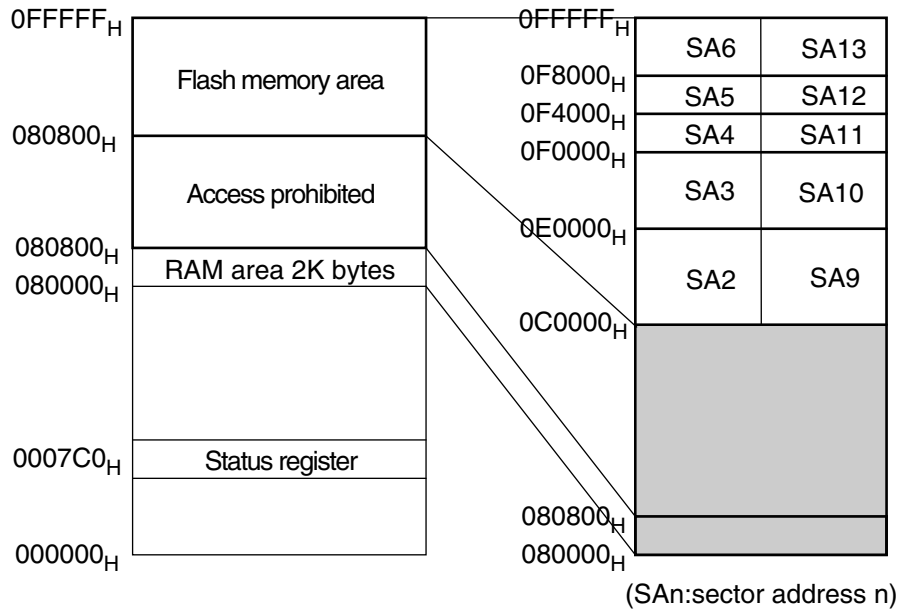 0FFFFFH
Flash memory area
080800H
Access prohibited
080800H
RAM area 2K bytes
080000H
0007C0H
Status register
000000H
0FFFFFH
SA6 SA13
0F8000H
SA5 SA12
0F4000H
SA4 SA11
0F0000H
SA3 SA10
0E0000H
SA2 SA9
0C0000H
080800H
080000H
(SAn:sector address n)